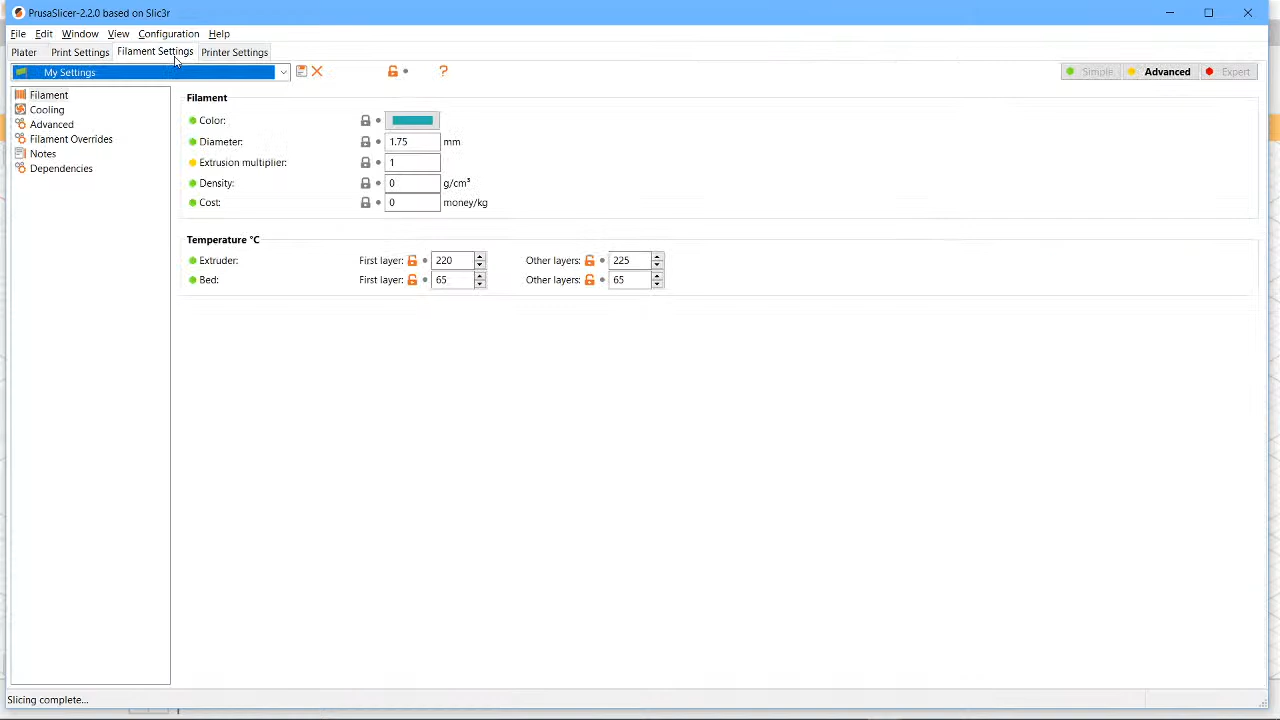 PrusaSlicer-2.2.0 based on Slic3r
File Edit Window View Configuration Help
Plater Print Settings Filament Settings Printer Settings
My Settings ? Simple Advanced Expert
Filament
Cooling
Advanced
Filament Overrides
Notes
Dependencies
Filament
Color:
Diameter: 1.75 mm
Extrusion multiplier: 1
Density: 0 g/cm³
Cost: 0 money/kg
Temperature °C
Extruder: First layer: 220 Other layers: 225
Bed: First layer: 65 Other layers: 65
Slicing complete...